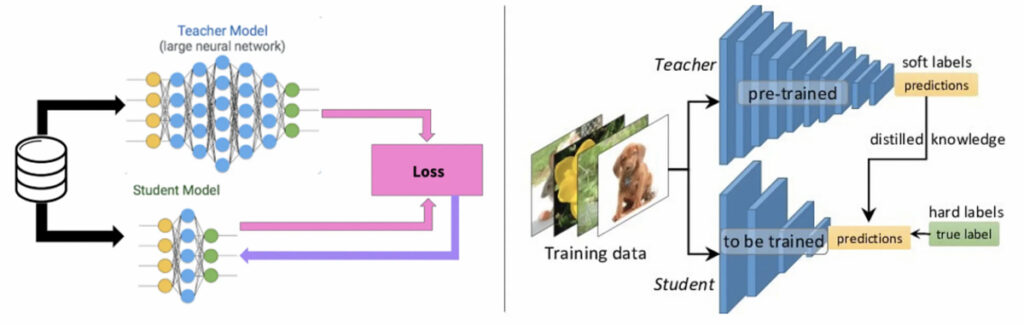 Teacher Model
(large neural network)
Loss
Student Model
Teacher
pre-trained
soft labels
predictions
distilled knowledge
Training data
hard labels
true label
to be trained
predictions
Student